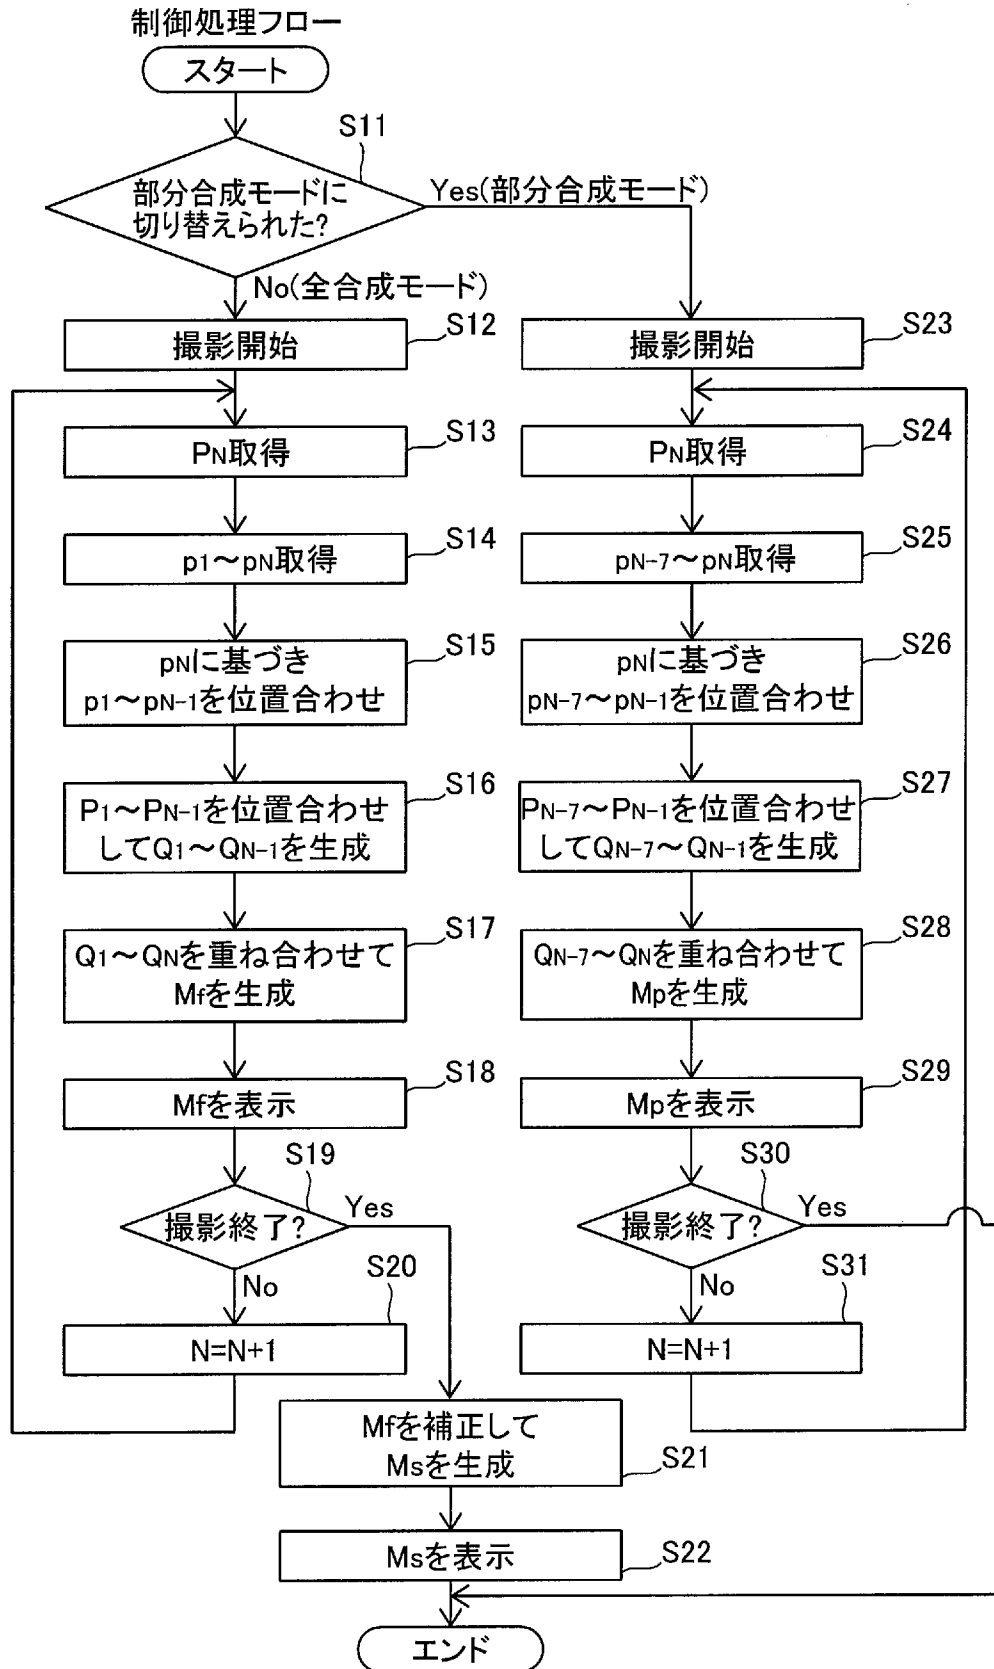 制御処理フロー
スタート
S11
部分合成モードに
切り替えられた?
Yes(部分合成モード)
No(全合成モード)
S12
撮影開始
S13
PN取得
S14
p1～pN取得
S15
pNに基づき
p1～pN-1を位置合わせ
S16
P1～PN-1を位置合わせ
してQ1～QN-1を生成
S17
Q1～QNを重ね合わせて
Mfを生成
S18
Mfを表示
S19
撮影終了?
Yes
No
S20
N=N+1
S21
Mfを補正して
Msを生成
S22
Msを表示
S23
撮影開始
S24
PN取得
S25
pN-7～pN取得
S26
pNに基づき
pN-7～pN-1を位置合わせ
S27
PN-7～PN-1を位置合わせ
してQN-7～QN-1を生成
S28
QN-7～QNを重ね合わせて
Mpを生成
S29
Mpを表示
S30
撮影終了?
Yes
No
S31
N=N+1
エンド